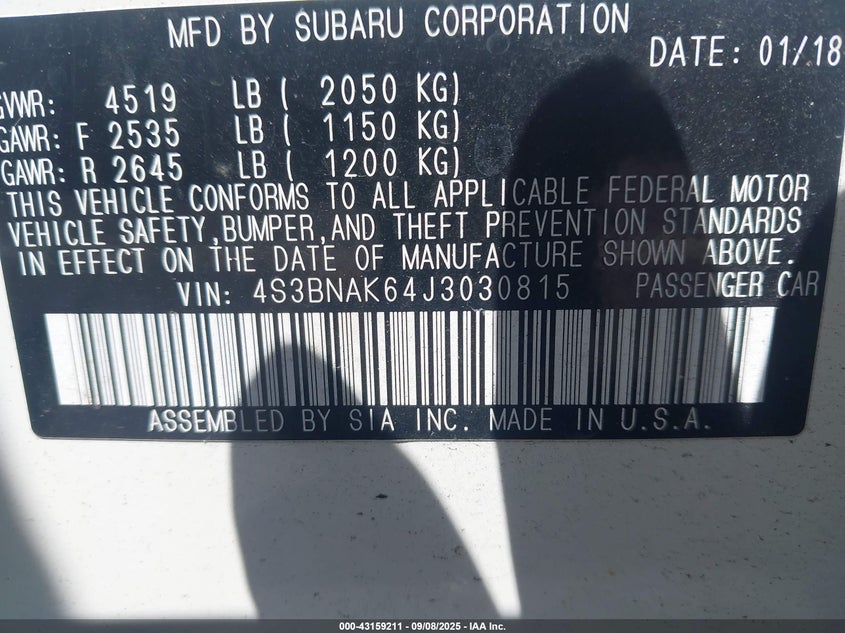 MFD BY SUBARU CORPORATION
DATE: 01/18
GVWR: 4519 LB ( 2050 KG)
GAWR: F 2535 LB ( 1150 KG)
GAWR: R 2645 LB ( 1200 KG)
THIS VEHICLE CONFORMS TO ALL APPLICABLE FEDERAL MOTOR
VEHICLE SAFETY,BUMPER,AND THEFT PREVENTION STANDARDS
IN EFFECT ON THE DATE OF MANUFACTURE SHOWN ABOVE.
VIN: 4S3BNAK64J3030815 PASSENGER CAR
ASSEMBLED BY SIA INC. MADE IN U.S.A.
000-43159211 - 09/08/2025 - IAA Inc.